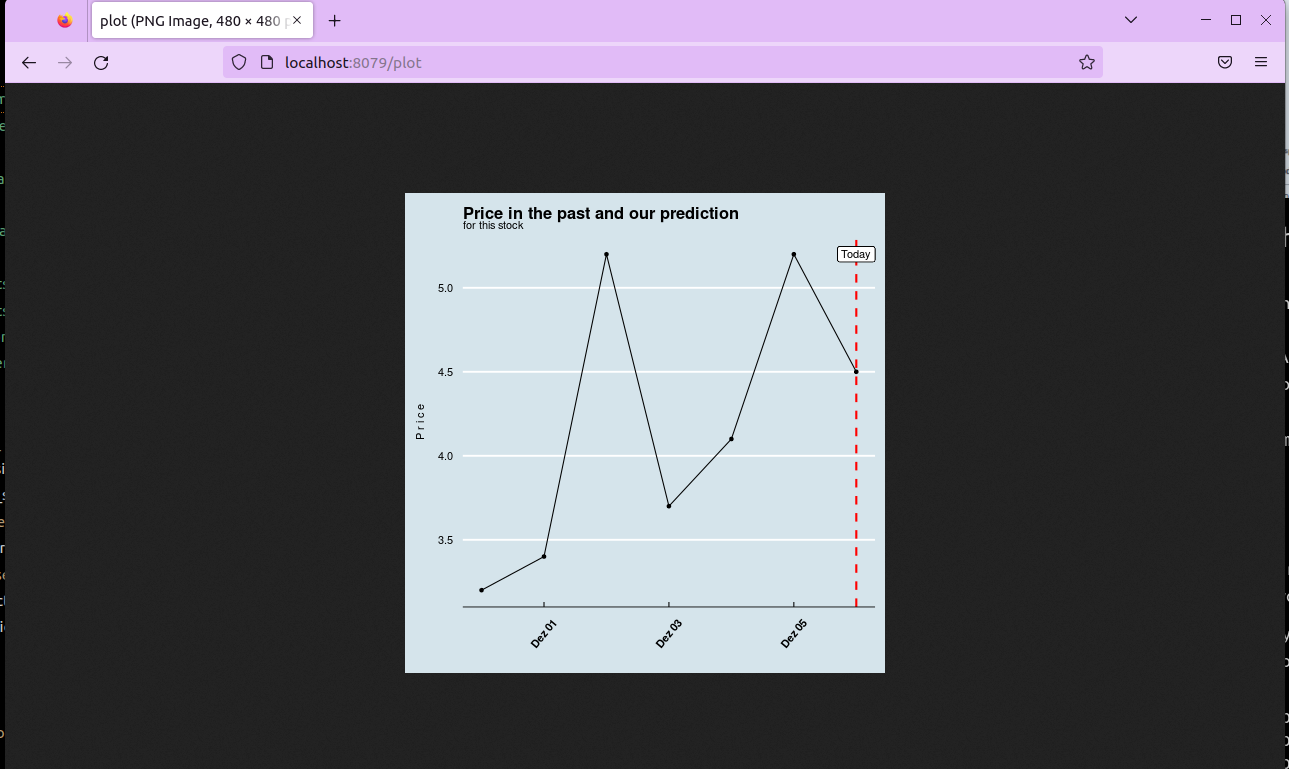 plot (PNG Image, 480 × 480 p
localhost:8079/plot
Price in the past and our prediction
for this stock
Today
5.0
4.5
4.0
3.5
Price
Dez 01
Dez 03
Dez 05